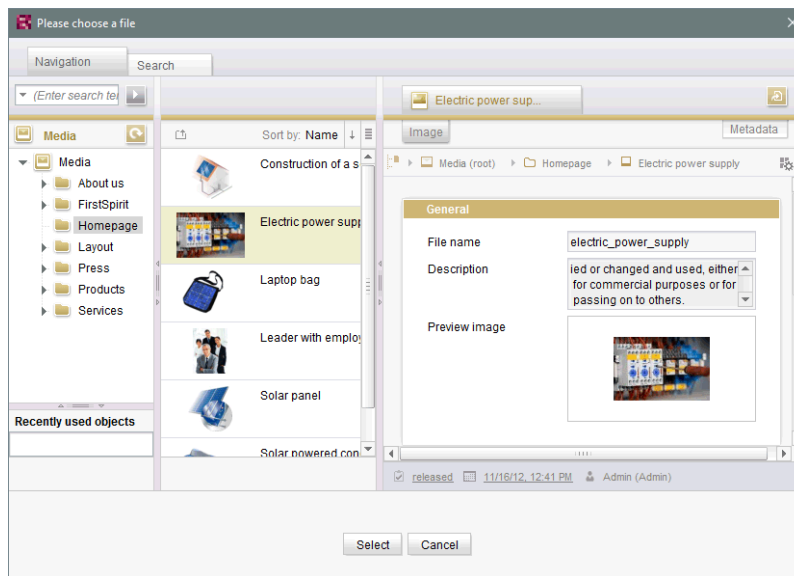 Please choose a file
Navigation
Search
(Enter search te
Media
Media
About us
FirstSpirit
Homepage
Layout
Press
Products
Services
Recently used objects
Sort by: Name
Construction of a s
Electric power supp
Laptop bag
Leader with employ
Solar panel
Solar powered con
Electric power sup...
Image
Metadata
Media (root) Homepage Electric power supply
General
File name electric_power_supply
Description ied or changed and used, either
for commercial purposes or for
passing on to others.
Preview image
released 11/16/12, 12:41 PM Admin (Admin)
Select Cancel